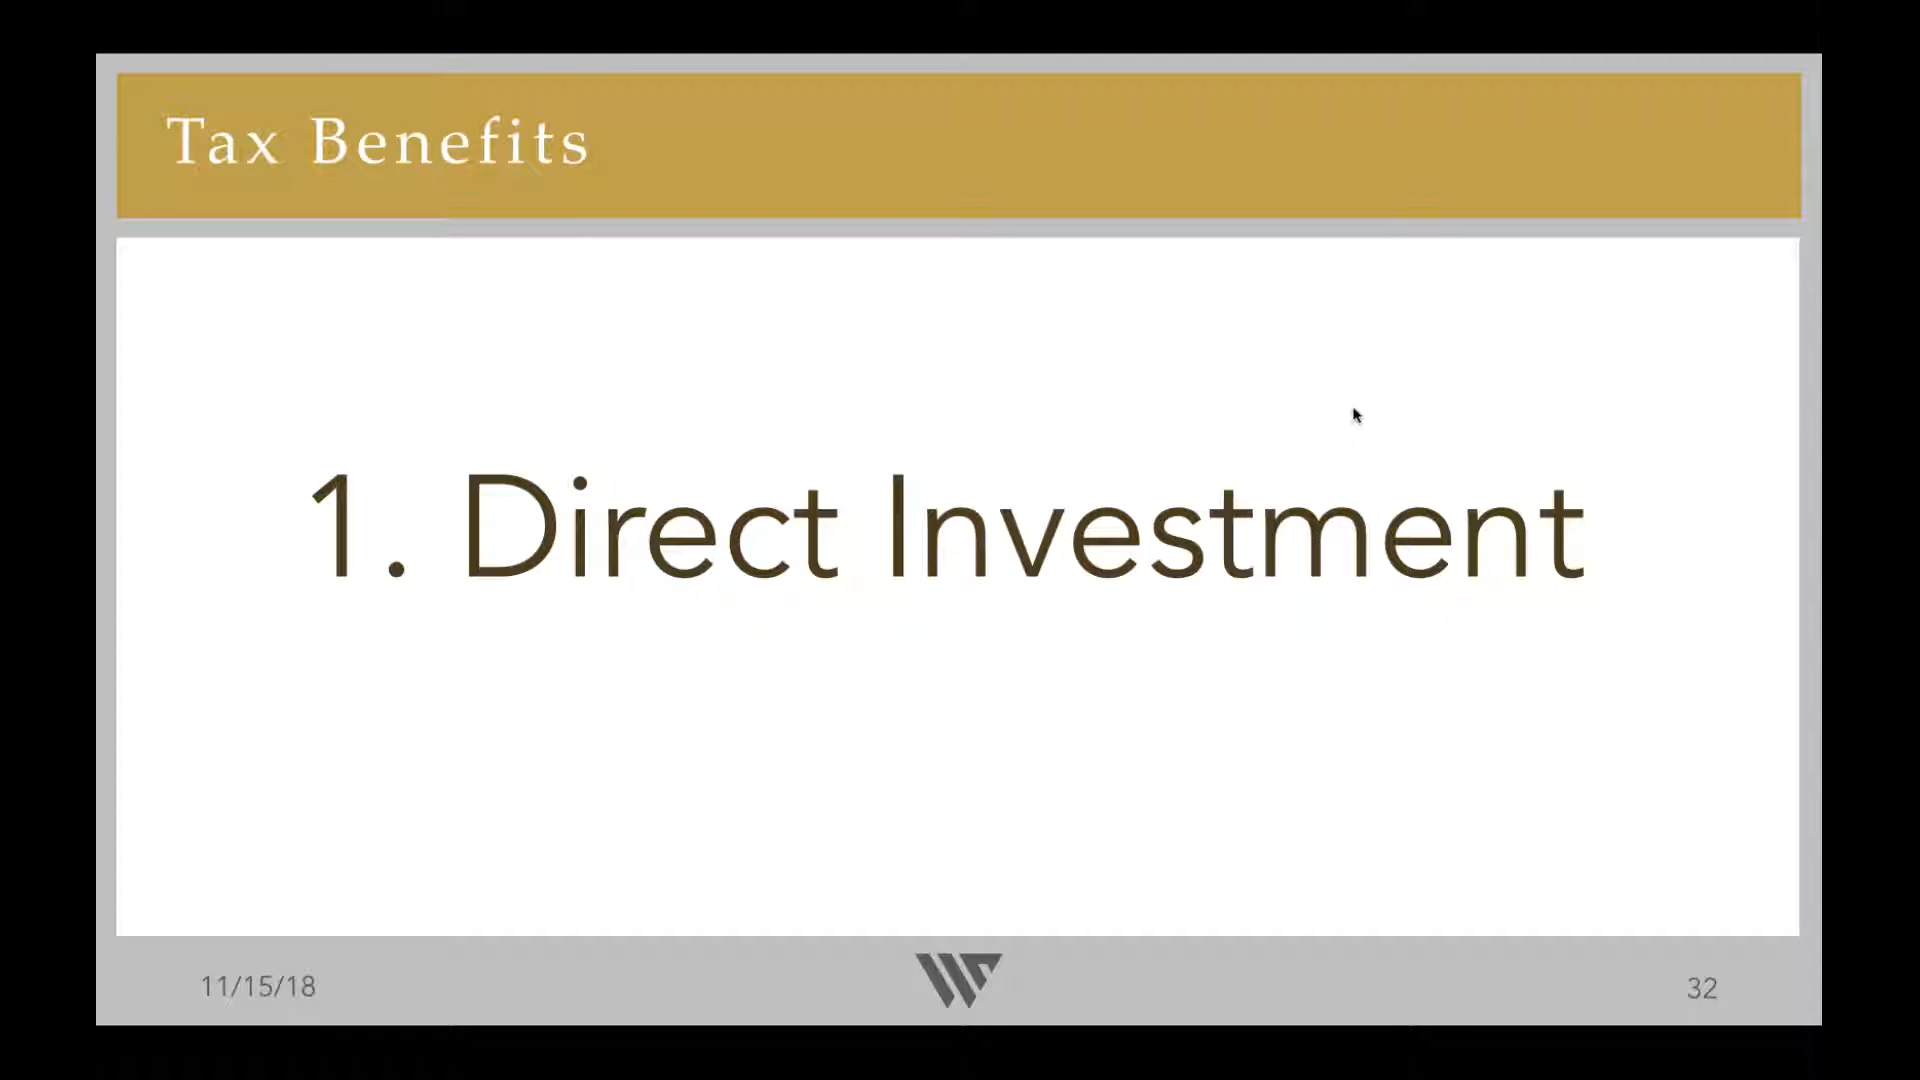 Tax Benefits
1. Direct Investment
11/15/18
32